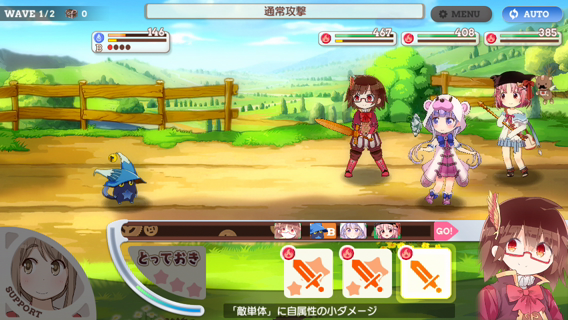 WAVE 1/2
0
通常攻撃
MENU
AUTO
146
B
467
408
385
B
GO!
とっておき
SUPPORT
「敵単体」に自属性の小ダメージ